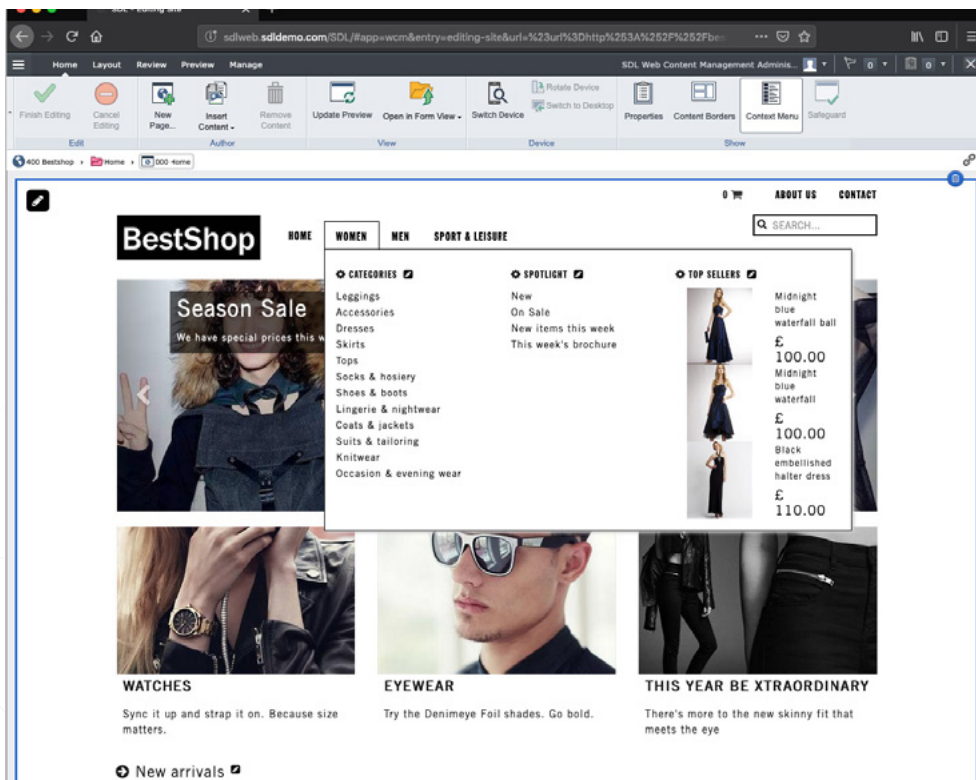 SDL - Editing site
sdlweb.sdldemo.com/SDL/#app=wcm&entry=editing-site&url=%23url%3Dhttp%253A%252F%252Fbes
Home Layout Review Preview Manage
SDL Web Content Management Adminis...
0
0
Finish Editing
Cancel Editing
New Page...
Insert Content
Remove Content
Update Preview
Open in Form View
Switch Device
Rotate Device
Switch to Desktop
Properties
Content Borders
Context Menu
Safeguard
Edit
Author
View
Device
Show
400 Bestshop
Home
000
0
ABOUT US
CONTACT
BestShop
HOME
WOMEN
MEN
SPORT & LEISURE
SEARCH...
CATEGORIES
Leggings
Accessories
Dresses
Skirts
Tops
Socks & hosiery
Shoes & boots
Lingerie & nightwear
Coats & jackets
Suits & tailoring
Knitwear
Occasion & evening wear
SPOTLIGHT
New
On Sale
New items this week
This week's brochure
TOP SELLERS
Midnight
blue
waterfall ball
£
100.00
Midnight
blue
waterfall
£
100.00
Black
embellished
halter dress
£
110.00
Season Sale
We have special prices this w
WATCHES
Sync it up and strap it on. Because size
matters.
EYEWEAR
Try the Denimeye Foil shades. Go bold.
THIS YEAR BE XTRAORDINARY
There's more to the new skinny fit that
meets the eye
New arrivals